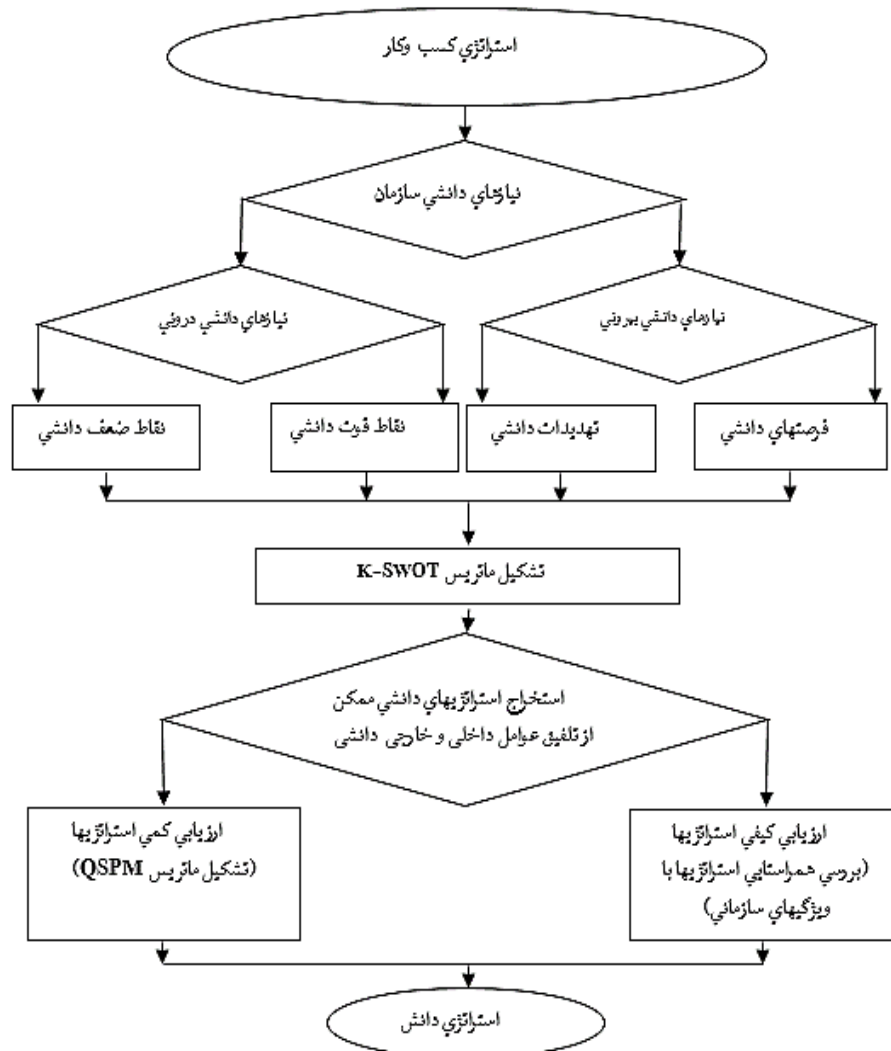 استراتژي كسب وكار
نيازهاي دانشي سازمان
نيازهاي دانشي بيروني
نيازهاي دانشي دروني
فرصتهاي دانشي
تهديدات دانشي
نقاط قوت دانشي
نقاط ضعف دانشي
تشكيل ماتريس K-SWOT
استخراج استراتژيهاي دانشي ممكن
از تلفيق عوامل داخلي و خارجي دانشي
ارزيابي كيفي استراتژيها
(بررسي همراستايي استراتژيها با
ويژگيهاي سازماني)
ارزيابي كمي استراتژيها
(تشكيل ماتريس QSPM)
استراتژي دانش